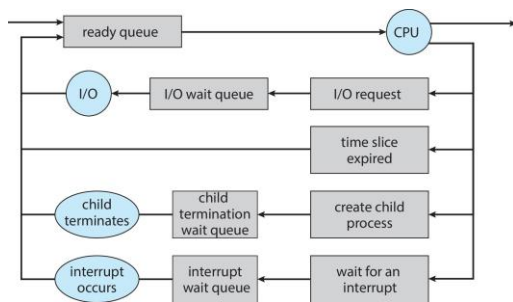 ready queue
CPU
I/O
I/O wait queue
I/O request
time slice
expired
child
terminates
child
termination
wait queue
create child
process
interrupt
occurs
interrupt
wait queue
wait for an
interrupt